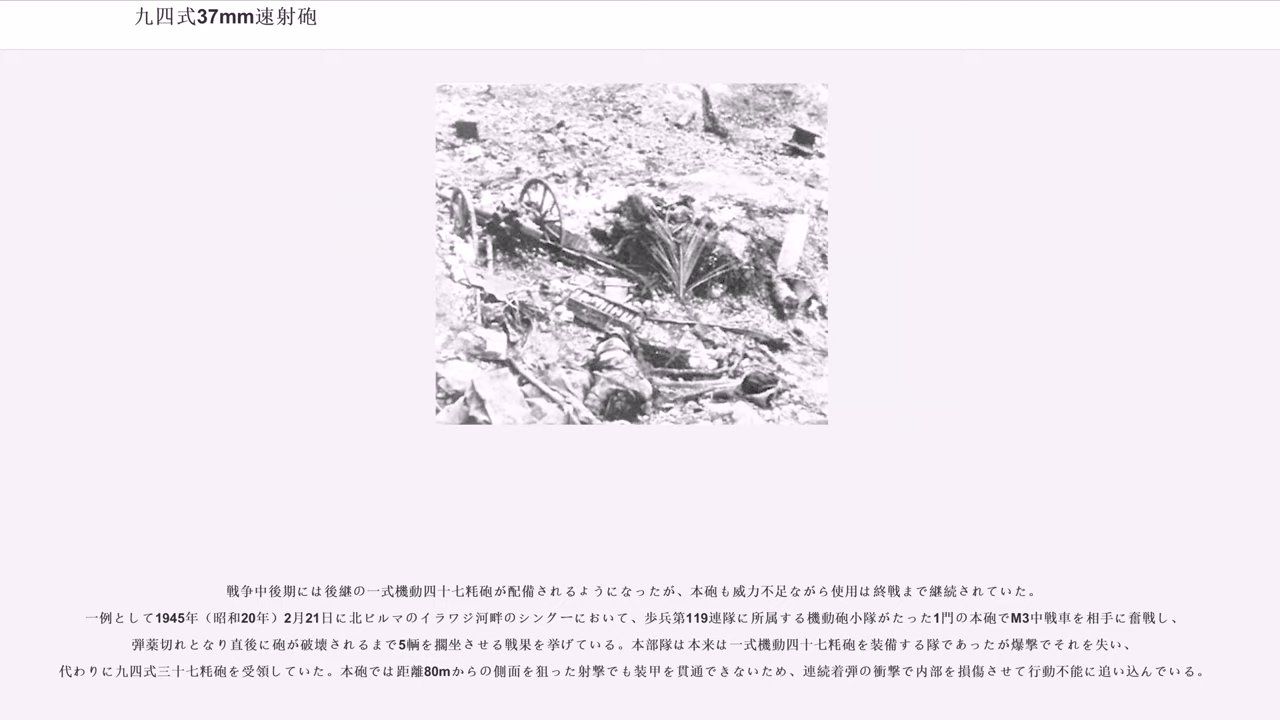 九四式37mm速射砲
戦争中後期には後継の一式機動四十七粍砲が配備されるようになったが、本砲も威力不足ながら使用は終戦まで継続されていた。
一例として1945年（昭和20年）2月21日に北ビルマのイラワジ河畔のシングーにおいて、歩兵第119連隊に所属する機動砲小隊がたった1門の本砲でM3中戦車を相手に奮戦し、
弾薬切れとなり直後に砲が破壊されるまで5輌を擱坐させる戦果を挙げている。本部隊は本来は一式機動四十七粍砲を装備する隊であったが爆撃でそれを失い、
代わりに九四式三十七粍砲を受領していた。本砲では距離80mからの側面を狙った射撃でも装甲を貫通できないため、連続着弾の衝撃で内部を損傷させて行動不能に追い込んでいる。